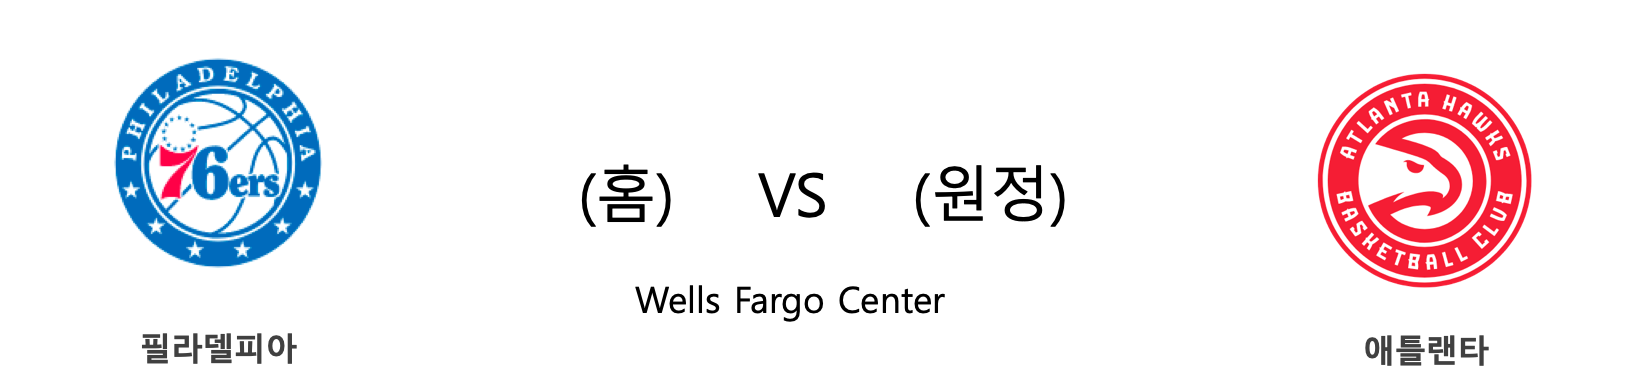 PHILADELPHIA
76ers
(홈) VS (원정)
Wells Fargo Center
필라델피아
ATLANTA HAWKS
BASKETBALL CLUB
애틀랜타